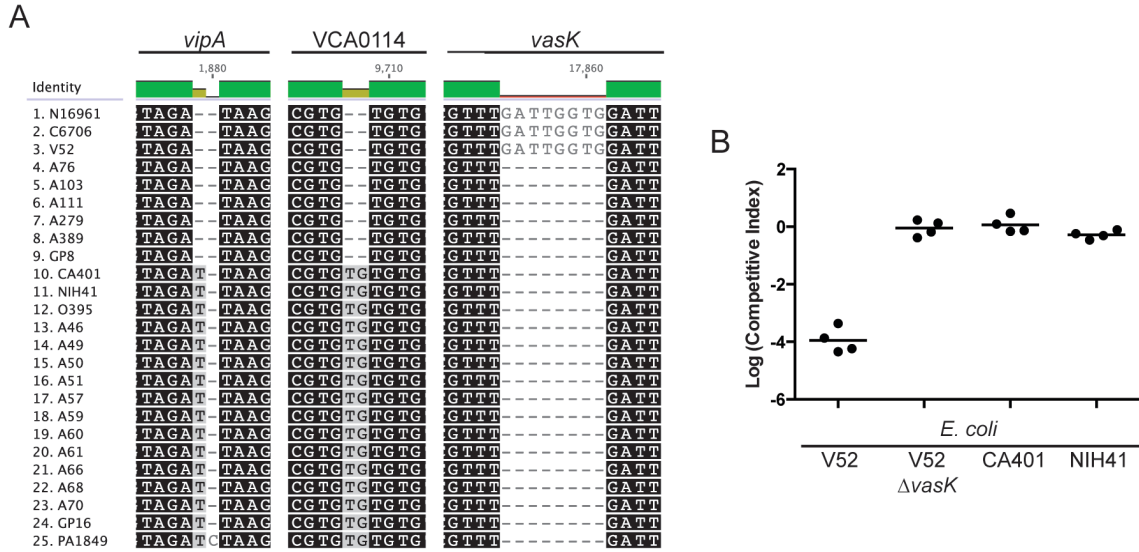 A
vipA VCA0114 vasK
1,880 9,710 17,860
Identity
1. N16961 TAGA--TAAG CGTG--TGTG GTTTGATTGGTGGATT
2. C6706 TAGA--TAAG CGTG--TGTG GTTTGATTGGTGGATT
3. V52 TAGA--TAAG CGTG--TGTG GTTTGATTGGTGGATT
4. A76 TAGA--TAAG CGTG--TGTG GTTT--------GATT
5. A103 TAGA--TAAG CGTG--TGTG GTTT--------GATT
6. A111 TAGA--TAAG CGTG--TGTG GTTT--------GATT
7. A279 TAGA--TAAG CGTG--TGTG GTTT--------GATT
8. A389 TAGA--TAAG CGTG--TGTG GTTT--------GATT
9. GP8 TAGA--TAAG CGTG--TGTG GTTT--------GATT
10. CA401 TAGAT-TAAG CGTGTGTGTG GTTT--------GATT
11. NIH41 TAGAT-TAAG CGTGTGTGTG GTTT--------GATT
12. O395 TAGAT-TAAG CGTGTGTGTG GTTT--------GATT
13. A46 TAGAT-TAAG CGTGTGTGTG GTTT--------GATT
14. A49 TAGAT-TAAG CGTGTGTGTG GTTT--------GATT
15. A50 TAGAT-TAAG CGTGTGTGTG GTTT--------GATT
16. A51 TAGAT-TAAG CGTGTGTGTG GTTT--------GATT
17. A57 TAGAT-TAAG CGTGTGTGTG GTTT--------GATT
18. A59 TAGAT-TAAG CGTGTGTGTG GTTT--------GATT
19. A60 TAGAT-TAAG CGTGTGTGTG GTTT--------GATT
20. A61 TAGAT-TAAG CGTGTGTGTG GTTT--------GATT
21. A66 TAGAT-TAAG CGTGTGTGTG GTTT--------GATT
22. A68 TAGAT-TAAG CGTGTGTGTG GTTT--------GATT
23. A70 TAGAT-TAAG CGTGTGTGTG GTTT--------GATT
24. GP16 TAGAT-TAAG CGTGTGTGTG GTTT--------GATT
25. PA1849 TAGATCTAAG CGTGTGTGTG GTTT--------GATT
B
Log (Competitive Index)
2
0
-2
-4
-6
E. coli
V52 V52 CA401 NIH41
ΔvasK